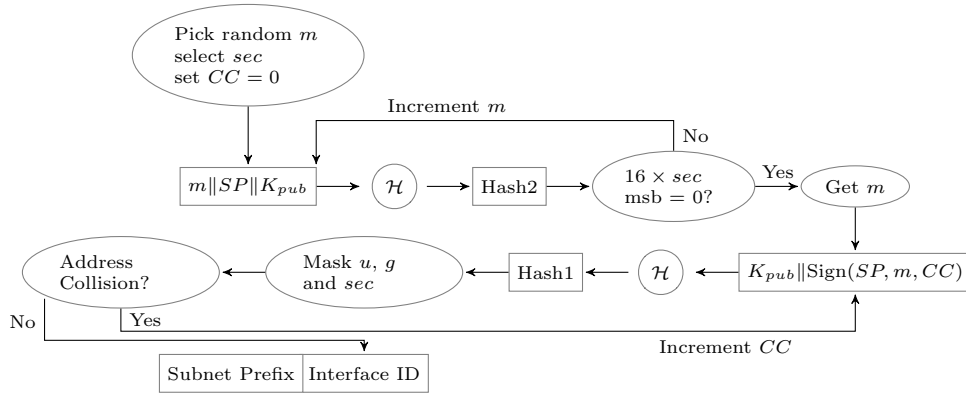 Pick random m
select sec
set CC = 0
Increment m
No
m‖SP‖K_pub
ℋ
Hash2
16 × sec
msb = 0?
Yes
Get m
Address
Collision?
Mask u, g
and sec
Hash1
ℋ
K_pub‖Sign(SP, m, CC)
No
Yes
Increment CC
Subnet Prefix
Interface ID